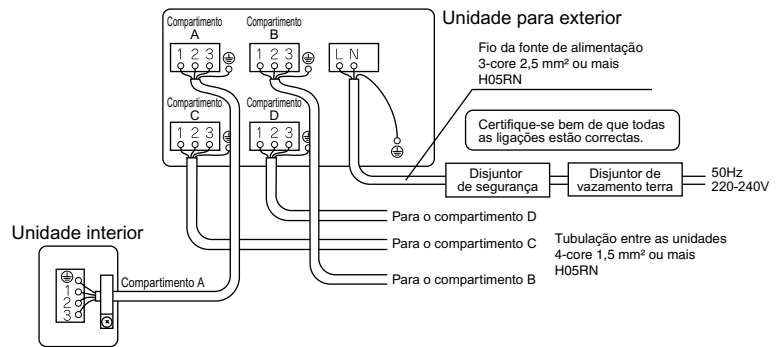 Unidade para exterior
Compartimento
A
Compartimento
B
1 2 3
1 2 3
L N
Compartimento
C
Compartimento
D
1 2 3
1 2 3
Fio da fonte de alimentação
3-core 2,5 mm² ou mais
H05RN
Certifique-se bem de que todas
as ligações estão correctas.
Disjuntor
de segurança
Disjuntor de
vazamento terra
50Hz
220-240V
Para o compartimento D
Para o compartimento C
Para o compartimento B
Tubulação entre as unidades
4-core 1,5 mm² ou mais
H05RN
Unidade interior
Compartimento A
1
2
3